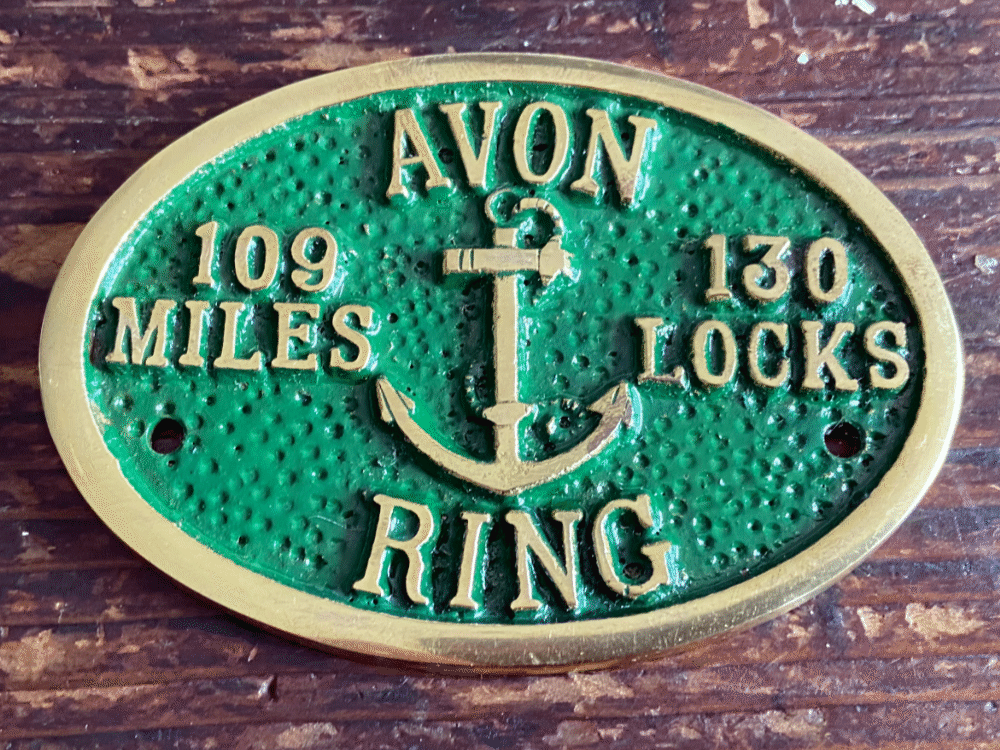 AVON
109
MILES
130
LOCKS
RING